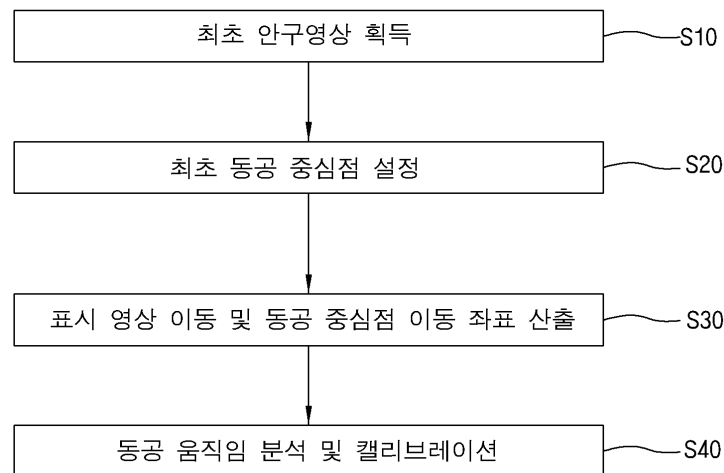 최초 안구영상 획득 S10
최초 동공 중심점 설정 S20
표시 영상 이동 및 동공 중심점 이동 좌표 산출 S30
동공 움직임 분석 및 캘리브레이션 S40